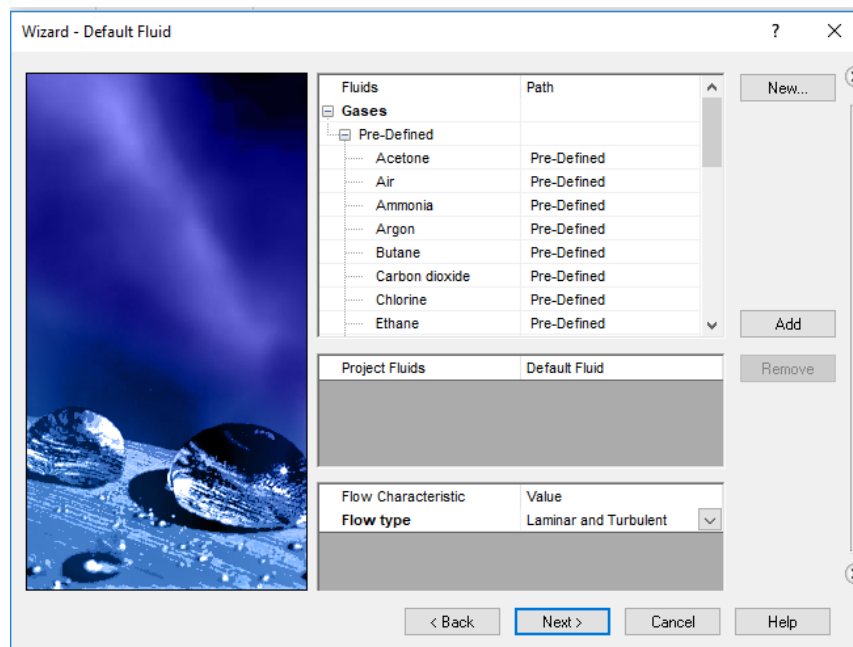 Wizard - Default Fluid ?
Fluids Path New...
Gases
Pre-Defined
Acetone Pre-Defined
Air Pre-Defined
Ammonia Pre-Defined
Argon Pre-Defined
Butane Pre-Defined
Carbon dioxide Pre-Defined
Chlorine Pre-Defined
Ethane Pre-Defined Add
Project Fluids Default Fluid Remove
Flow Characteristic Value
Flow type Laminar and Turbulent
< Back Next > Cancel Help